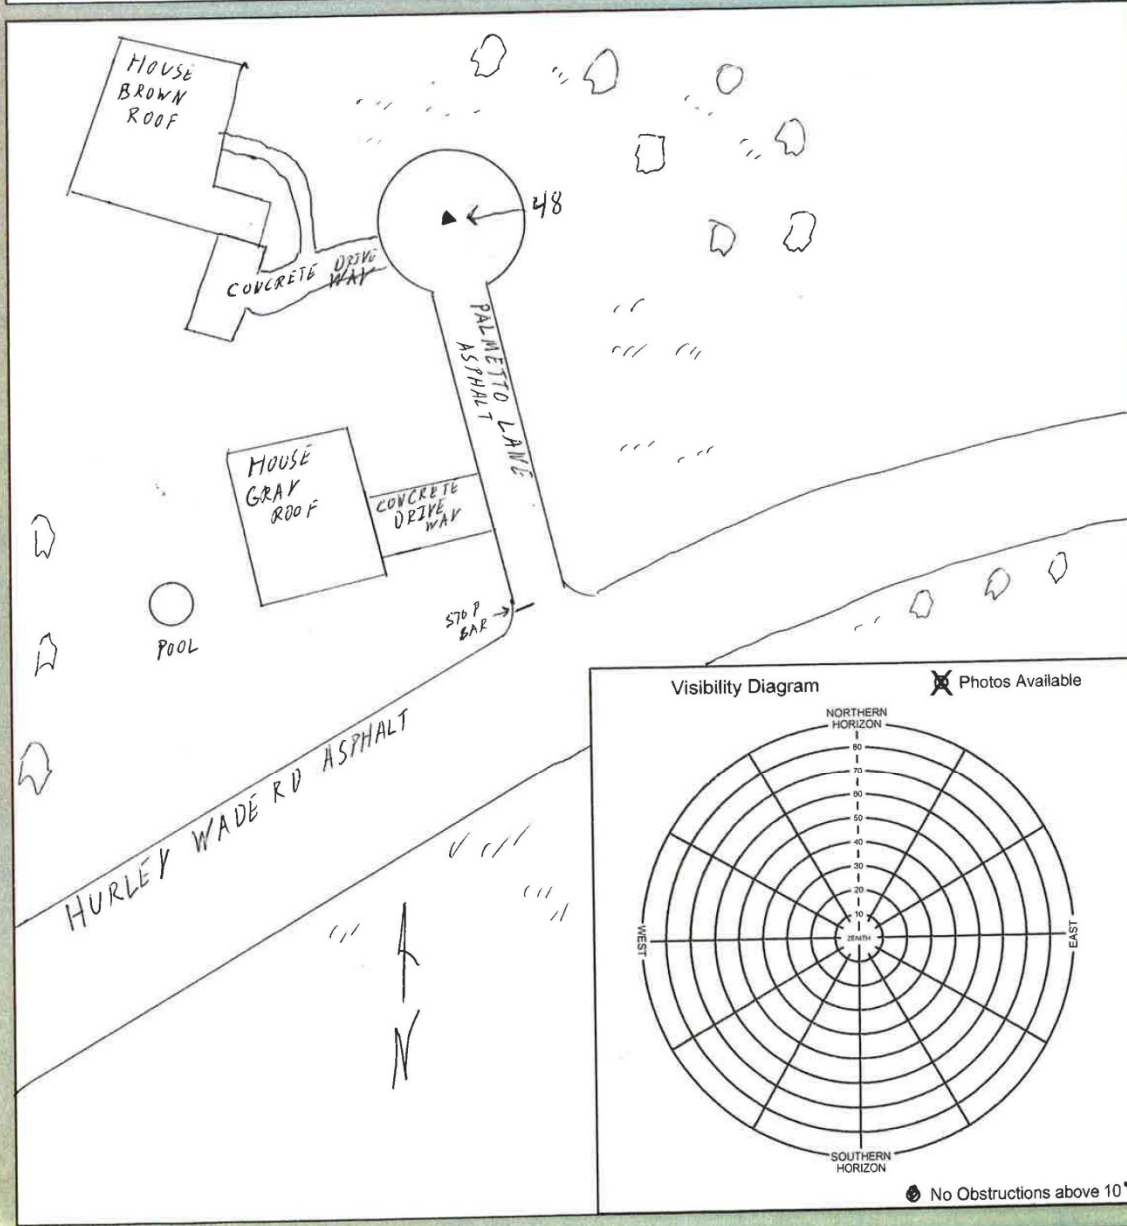 HOUSE
BROWN
ROOF
48
CONCRETE DRIVE
WAY
PALMETTO LANE
ASPHALT
HOUSE
GRAY
ROOF
CONCRETE
DRIVE
WAY
STOP
BAR
POOL
HURLEY WADE RD ASPHALT
N
Visibility Diagram
Photos Available
NORTHERN
HORIZON
80
70
60
50
40
30
20
10
ZENITH
WEST
EAST
SOUTHERN
HORIZON
No Obstructions above 10°